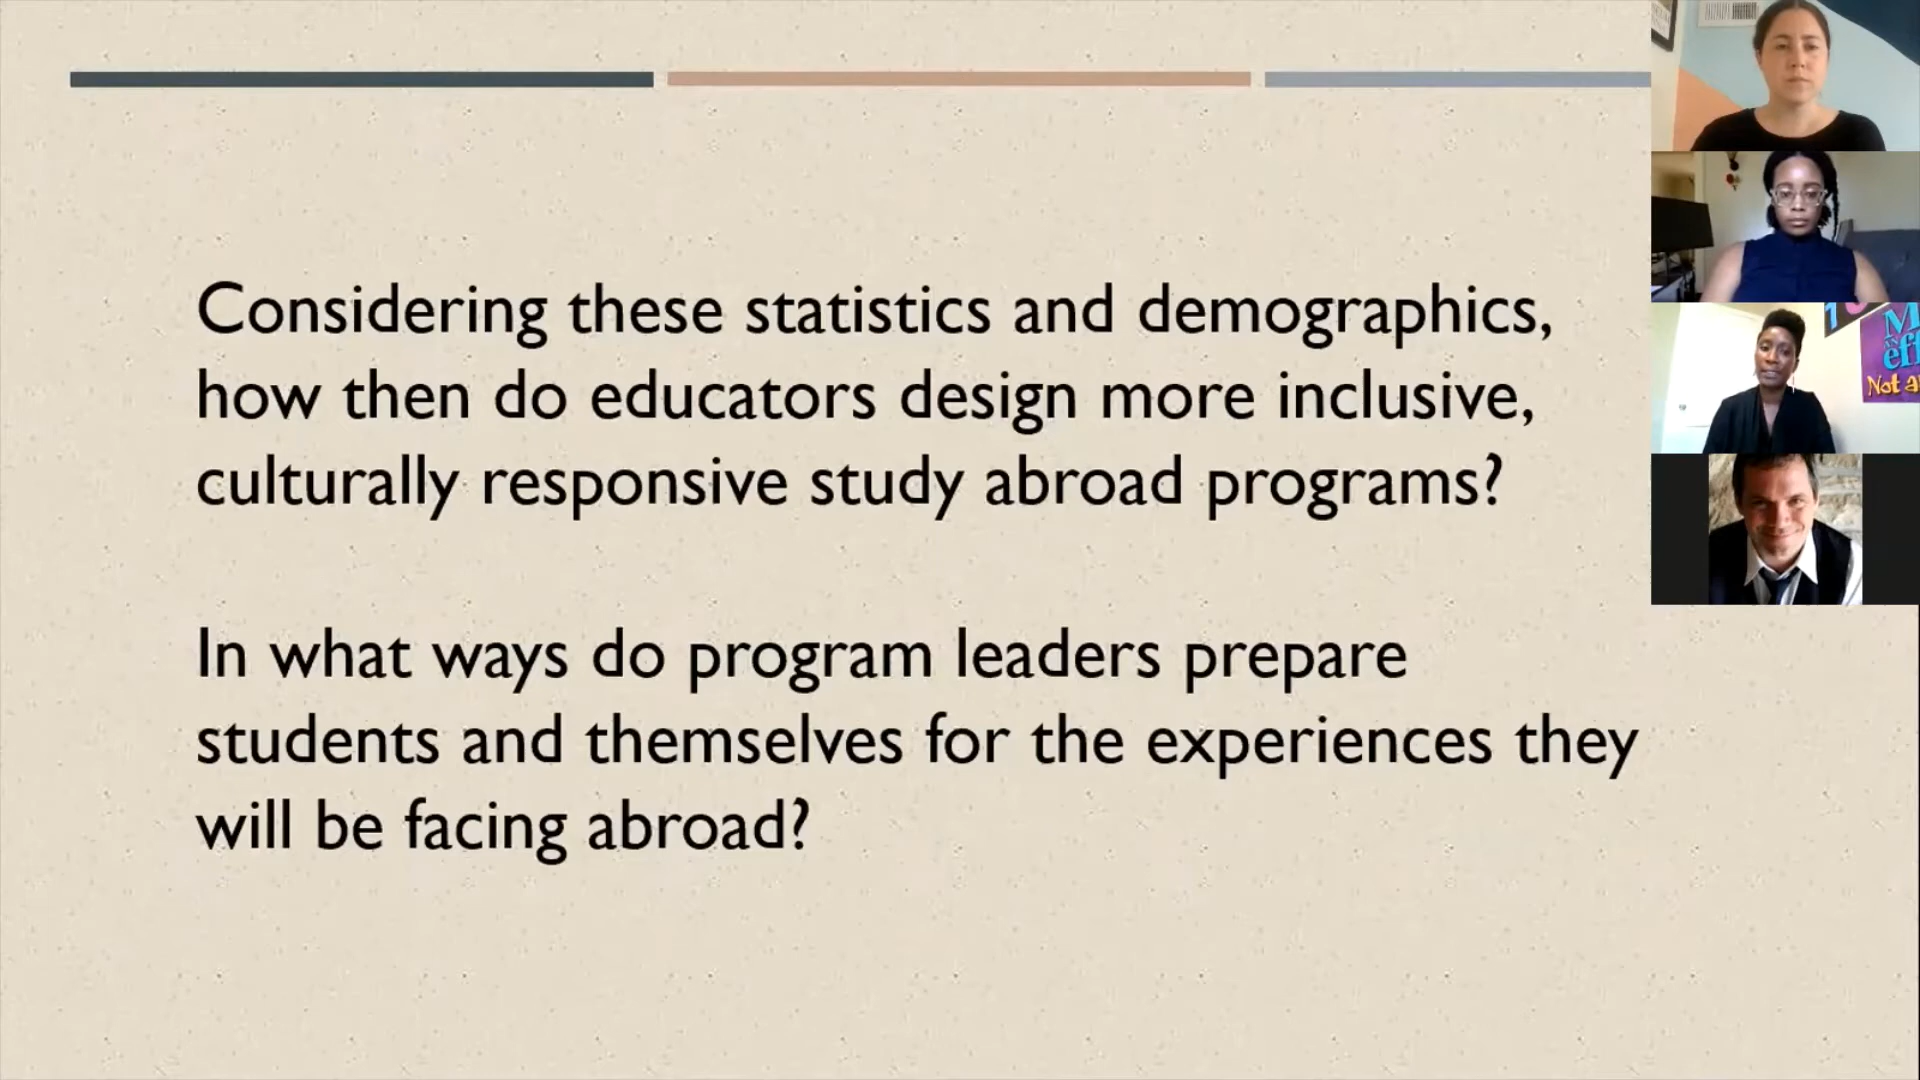 Considering these statistics and demographics,
how then do educators design more inclusive,
culturally responsive study abroad programs?
In what ways do program leaders prepare
students and themselves for the experiences they
will be facing abroad?
Not a